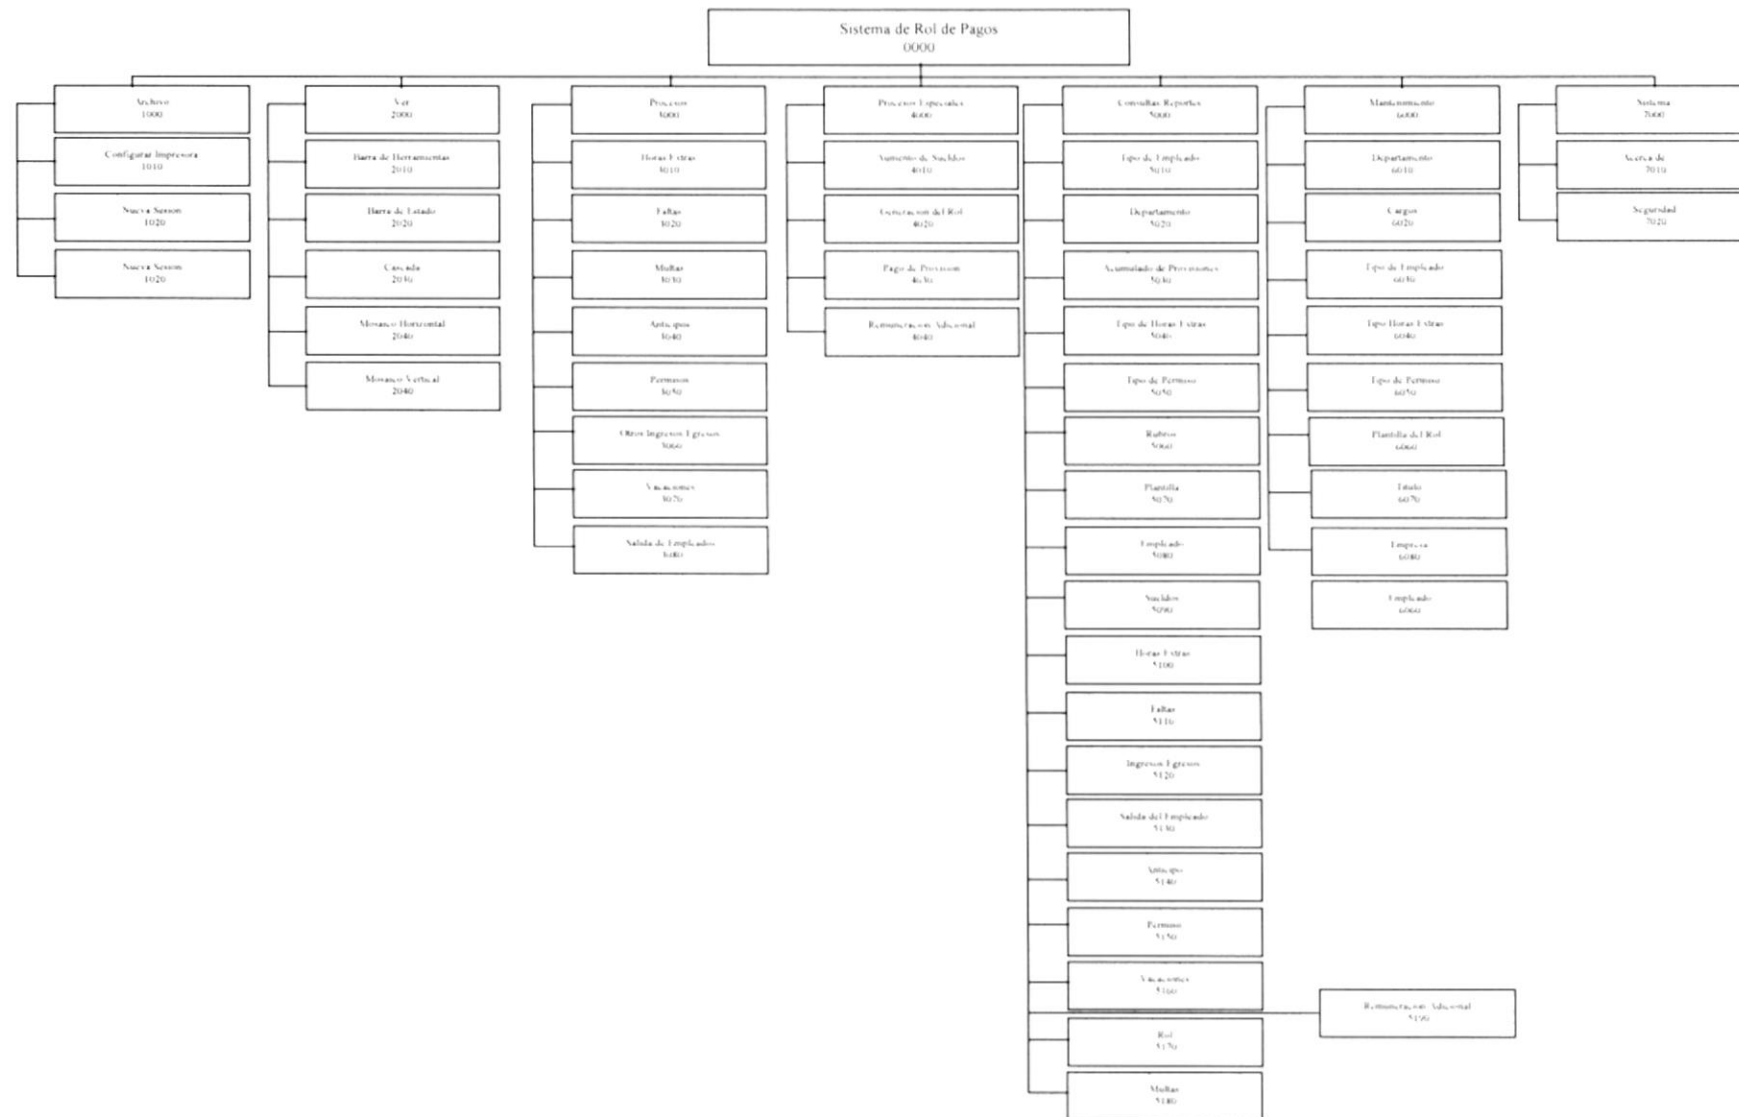 Sistema de Rol de Pagos
0000
Archivo
1000
Configurar Impresora
1010
Nueva Sesion
1020
Nueva Sesion
1020
Ver
2000
Barra de Herramientas
2010
Barra de Estado
2020
Cascada
2030
Mosaico Horizontal
2040
Mosaico Vertical
2040
Procesos
3000
Horas Extras
3010
Faltas
3020
Multas
3030
Anticipos
3040
Permisos
3050
Otros Ingresos Egresos
3060
Vacaciones
3070
Salida de Empleados
3080
Procesos Especiales
4000
Aumento de Sueldos
4010
Generacion del Rol
4020
Pago de Provision
4030
Remuneracion Adicional
4040
Consultas Reportes
5000
Tipo de Empleado
5010
Departamento
5020
Acumulado de Provisiones
5030
Tipo de Horas Extras
5040
Tipo de Permiso
5050
Rubros
5060
Plantilla
5070
Empleado
5080
Sueldos
5090
Horas Extras
5100
Faltas
5110
Ingresos Egresos
5120
Salida del Empleado
5130
Anticipo
5140
Permiso
5150
Vacaciones
5160
Rol
5170
Multas
5180
Remuneracion Adicional
5190
Mantenimiento
6000
Departamento
6010
Cargos
6020
Tipo de Empleado
6030
Tipo Horas Extras
6040
Tipo de Permiso
6050
Plantilla del Rol
6060
Titulo
6070
Empresa
6080
Empleado
6060
Sistema
7000
Acerca de
7010
Seguridad
7020